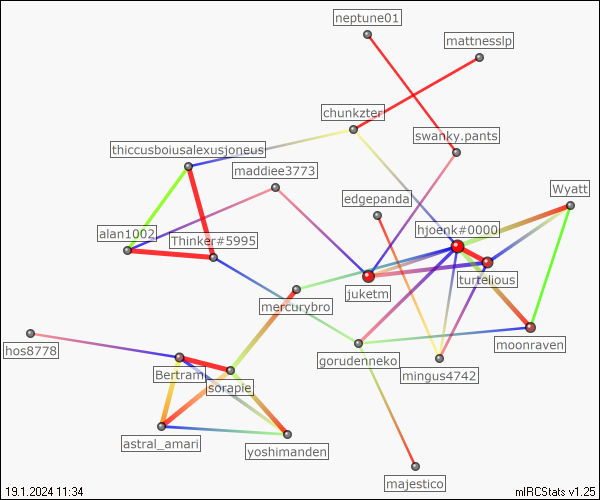 neptune01
mattnesslp
chunkzter
swanky.pants
thiccusboiusalexusjoneus
maddiee3773
edgepanda
Wyatt
alan1002
Thinker#5995
hjoenk#0000
turtelious
juketm
mercurybro
hos8778
gorudenneko
moonraven
Bertram
sorapie
mingus4742
astral_amari
yoshimanden
majestico
19.1.2024 11:34
mIRCStats v1.25